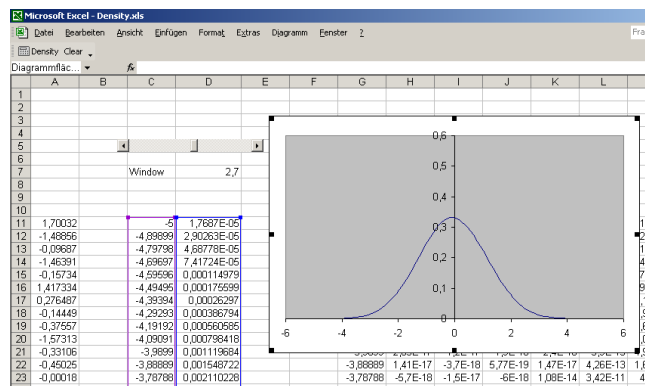 Microsoft Excel - Density.xls
Datei Bearbeiten Ansicht Einfügen Format Extras Diagramm Fenster ? Fra
Density Clear
Diagrammfläc... fx
A B C D E F G H I J K L
1
2
3
4
5
6
7 Window 2,7
8
9
10
11 1,70032 -5 1,7687E-05
12 -1,48856 -4,89899 2,90263E-05
13 -0,09687 -4,79798 4,68778E-05
14 -1,46391 -4,69697 7,41724E-05
15 -0,15734 -4,59596 0,000114979
16 1,417334 -4,49495 0,000175599
17 0,276487 -4,39394 0,00026297
18 -0,14449 -4,29293 0,000386794
19 -0,37557 -4,19192 0,000560585
20 -1,57313 -4,09091 0,000798418
21 -0,33106 -3,9899 0,001119684
22 -0,45025 -3,88889 0,001548722 -3,88889 1,41E-17 -3,7E-18 5,77E-19 1,47E-17 4,26E-13
23 -0,00018 -3,78788 0,002110228 -3,78788 -5,7E-18 -1,5E-17 -6E-18 1,08E-14 3,42E-11
0,6
0,5
0,4
0,3
0,2
0,1
0
-6 -4 -2 0 2 4 6